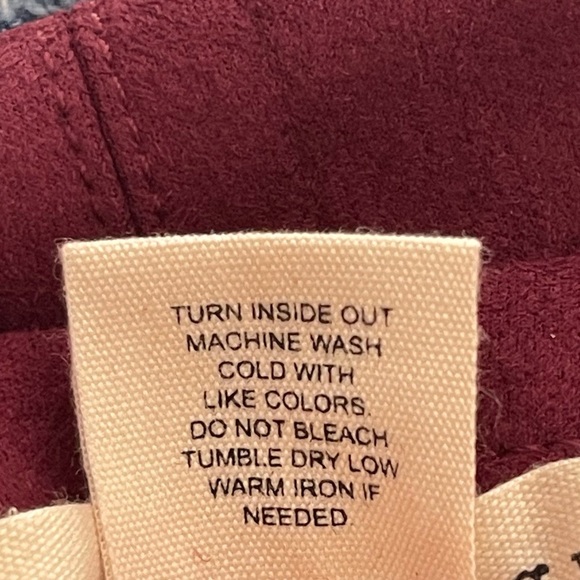 TURN INSIDE OUT
MACHINE WASH
COLD WITH
LIKE COLORS.
DO NOT BLEACH
TUMBLE DRY LOW
WARM IRON IF
NEEDED.